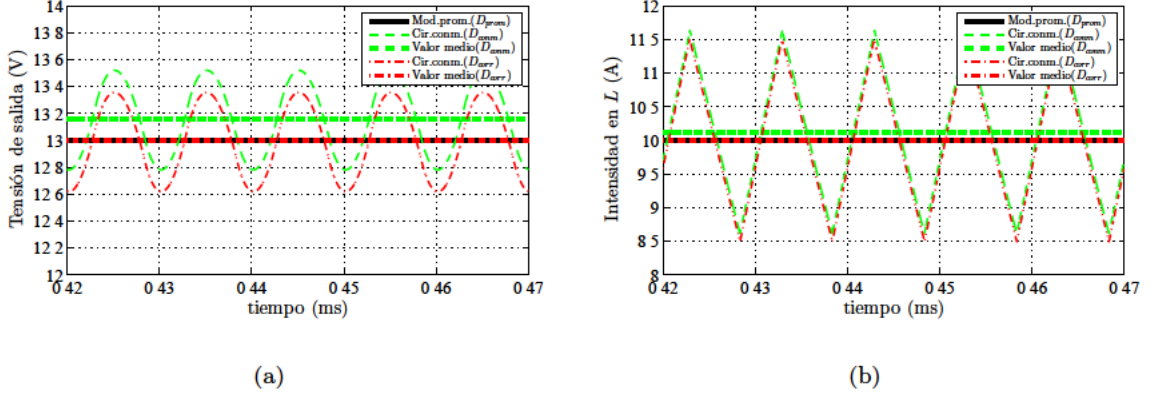 14
13 8
13 6
13.4
13.2
13
12.8
12 6
12 4
12 2
12
Tensión de salida (V)
Mod.prom.(D_prom)
Cir.conm.(D_conm)
Valor medio(D_conm)
Cir.conm.(D_arr)
Valor medio(D_arr)
0 42
0 43
0 44
0 45
0 46
0 47
tiempo (ms)
(a)
12
11.5
11
10 5
10
9 5
9
8 5
8
Intensidad en L (A)
Mod.prom.(D_prom)
Cir.conm.(D_conm)
Valor medio(D_conm)
Cir.conm.(D_arr)
Valor medio(D_arr)
0 42
0 43
0 44
0 45
0 46
0 47
tiempo (ms)
(b)